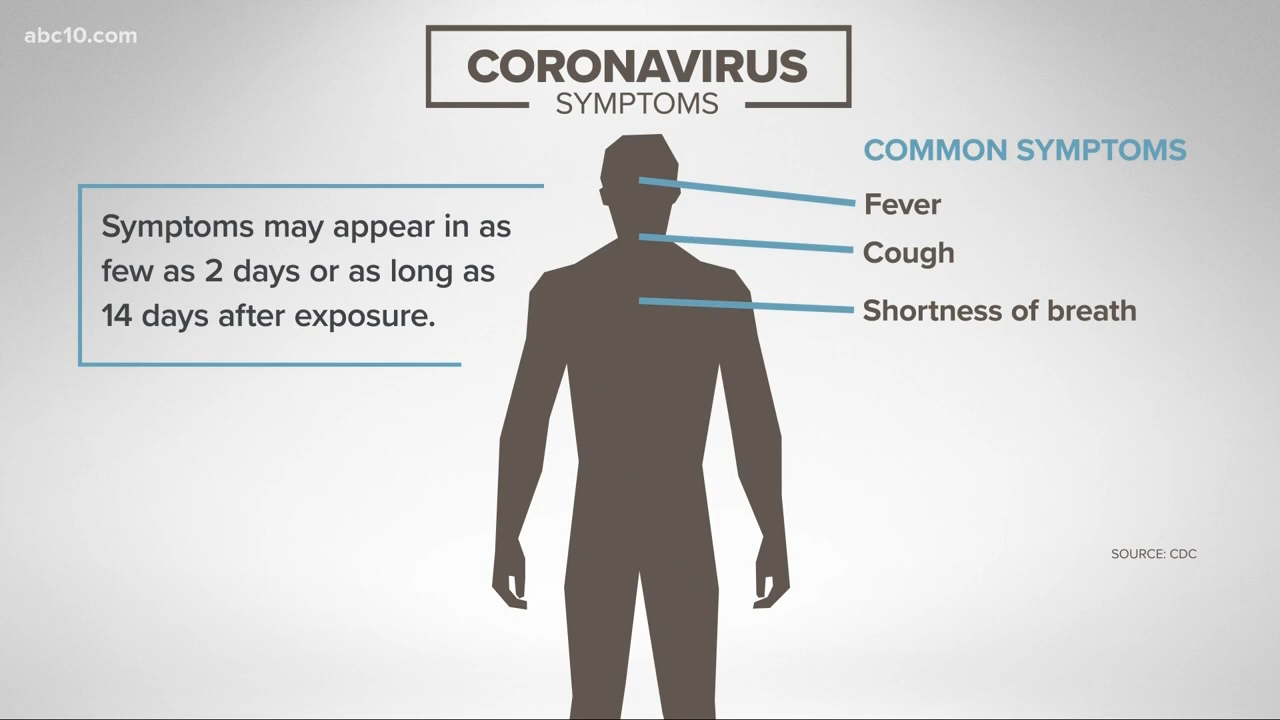 abc10.com
CORONAVIRUS
SYMPTOMS
COMMON SYMPTOMS
Fever
Cough
Shortness of breath
Symptoms may appear in as
few as 2 days or as long as
14 days after exposure.
SOURCE: CDC